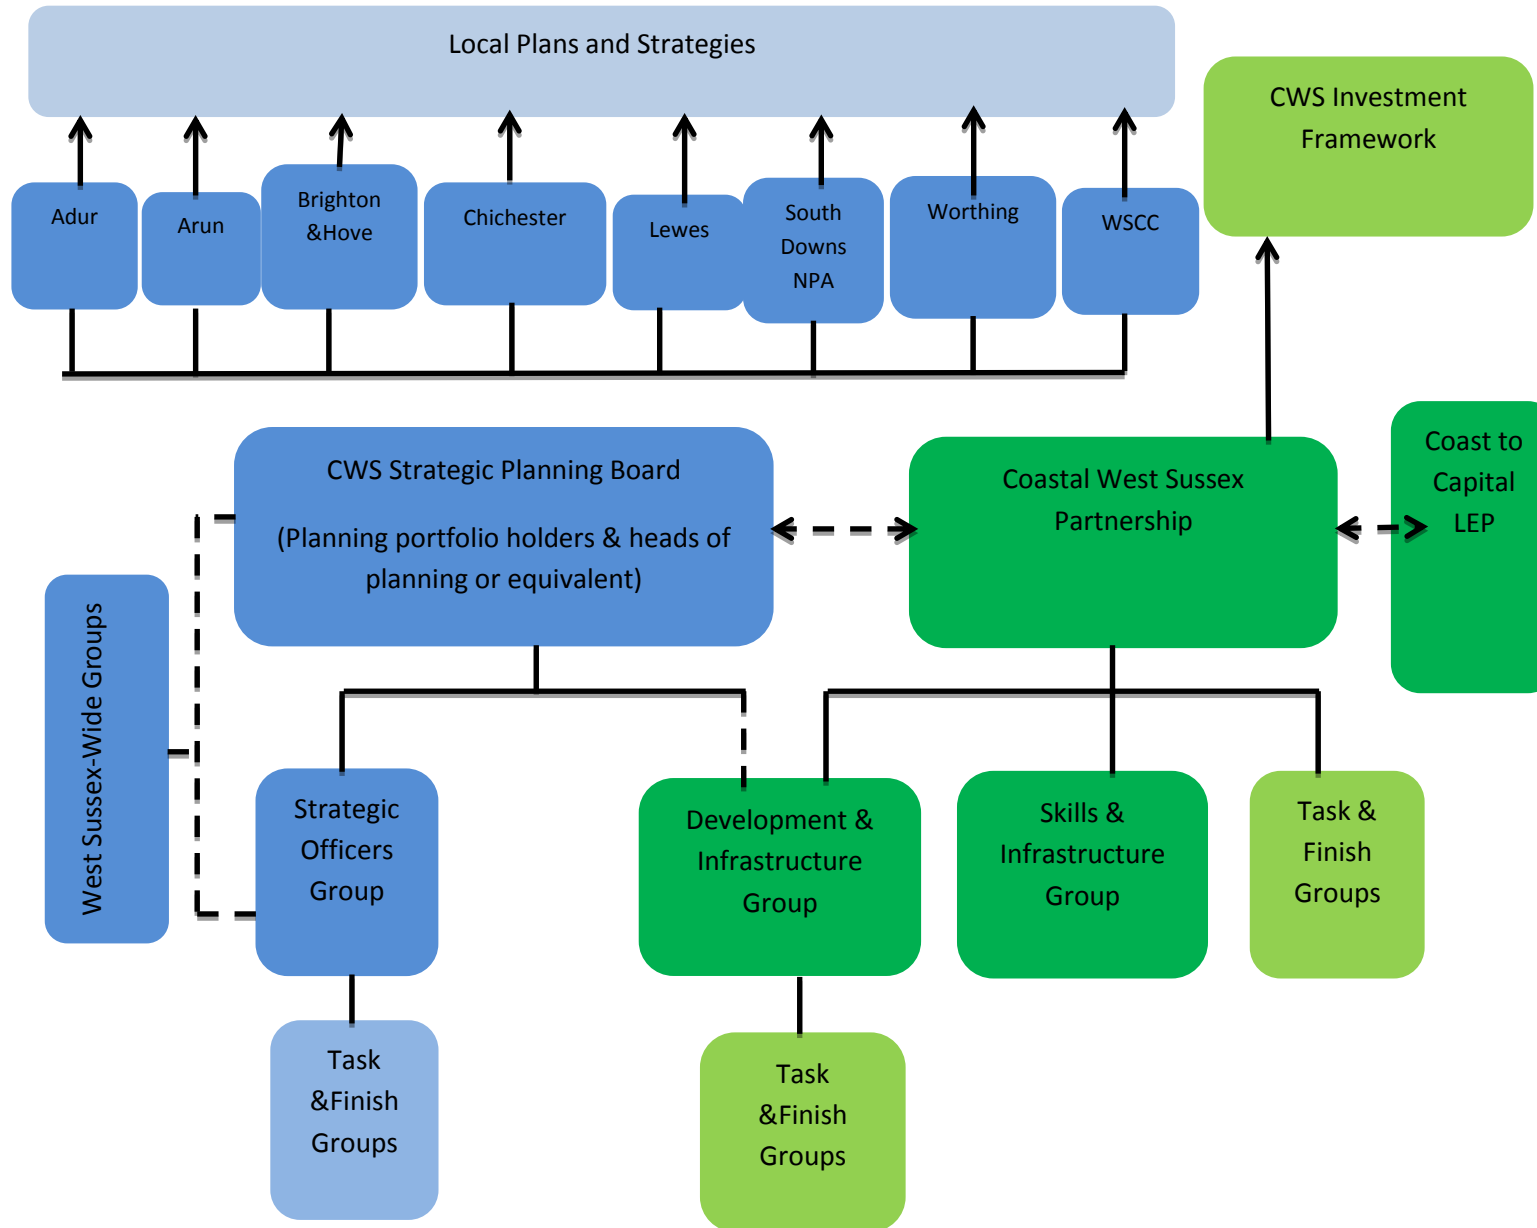 Local Plans and Strategies
CWS Investment
Framework
Adur
Arun
Brighton
&Hove
Chichester
Lewes
South
Downs
NPA
Worthing
WSCC
CWS Strategic Planning Board
(Planning portfolio holders & heads of
planning or equivalent)
Coastal West Sussex
Partnership
Coast to
Capital
LEP
West Sussex-Wide Groups
Strategic
Officers
Group
Development &
Infrastructure
Group
Skills &
Infrastructure
Group
Task &
Finish
Groups
Task
&Finish
Groups
Task
&Finish
Groups